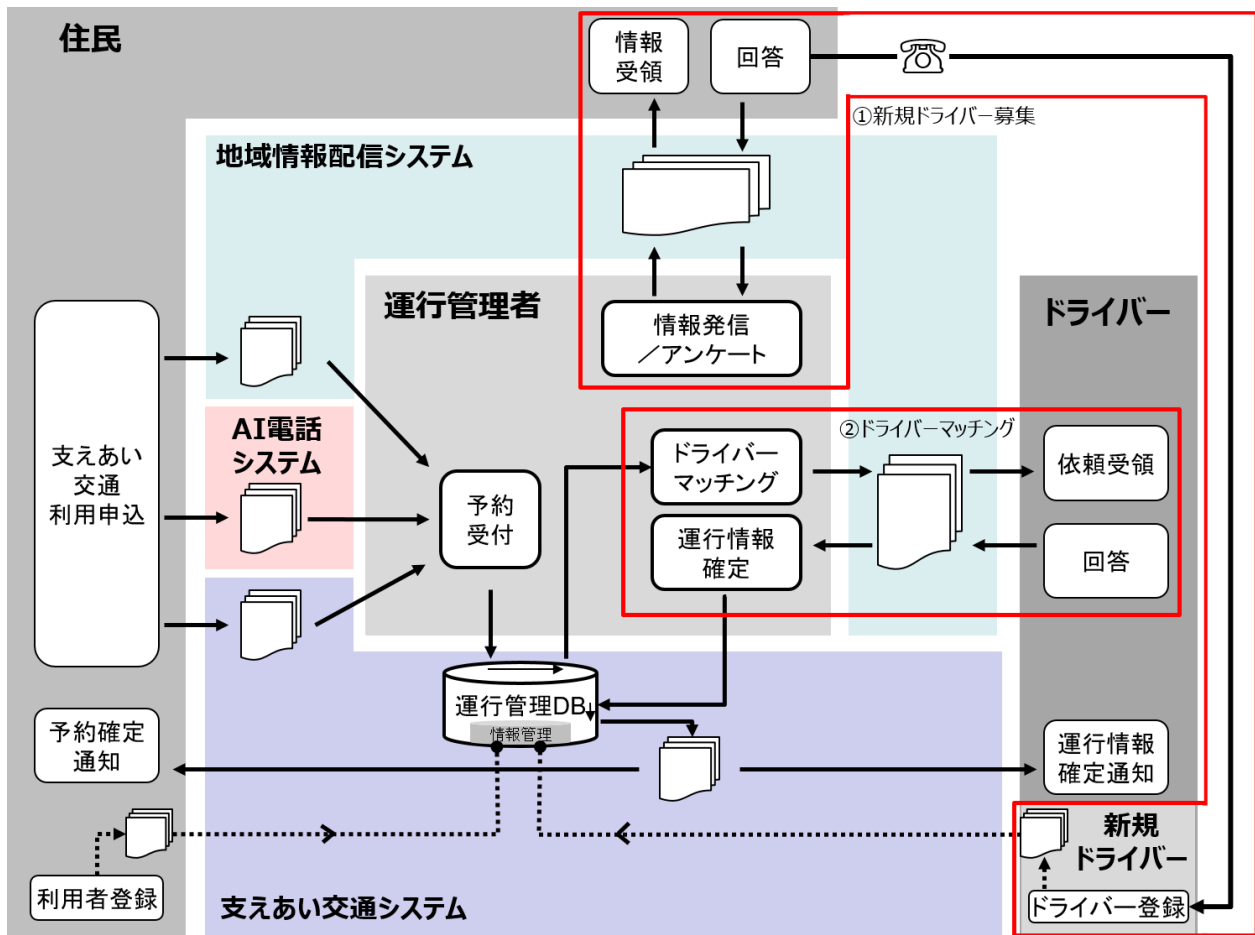 住民
情報
受領
回答
①新規ドライバー募集
地域情報配信システム
運行管理者
情報発信
／アンケート
ドライバー
支えあい
交通
利用申込
AI電話
システム
予約
受付
②ドライバーマッチング
ドライバー
マッチング
依頼受領
運行情報
確定
回答
運行管理DB
情報管理
予約確定
通知
運行情報
確定通知
新規
ドライバー
利用者登録
支えあい交通システム
ドライバー登録